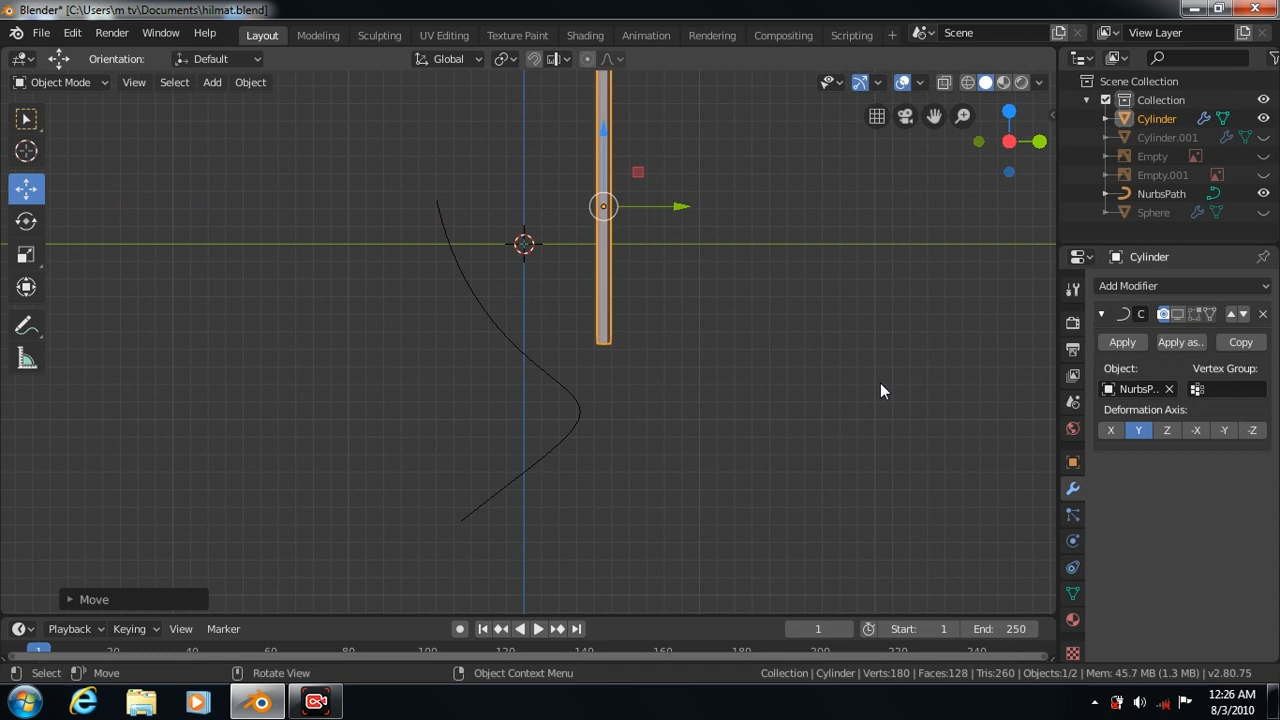 Blender* [C:\Users\m tv\Documents\hilmat.blend]
File Edit Render Window Help Layout Modeling Sculpting UV Editing Texture Paint Shading Animation Rendering Compositing Scripting + Scene View Layer
Orientation: Default Global
Object Mode View Select Add Object
Scene Collection
Collection
Cylinder
Cylinder.001
Empty
Empty.001
NurbsPath
Sphere
Cylinder
Add Modifier
C
Apply Apply as.. Copy
Object: Vertex Group:
NurbsP..
Deformation Axis:
X Y Z -X -Y -Z
Move
Playback Keying View Marker 1 Start: 1 End: 250
1 20 80 100 120 140 160 180 200 220 240
Select Move Rotate View Object Context Menu Collection | Cylinder | Verts:180 | Faces:128 | Tris:260 | Objects:1/2 | Mem: 45.7 MB (1.3 MB) | v2.80.75
12:26 AM
8/3/2010